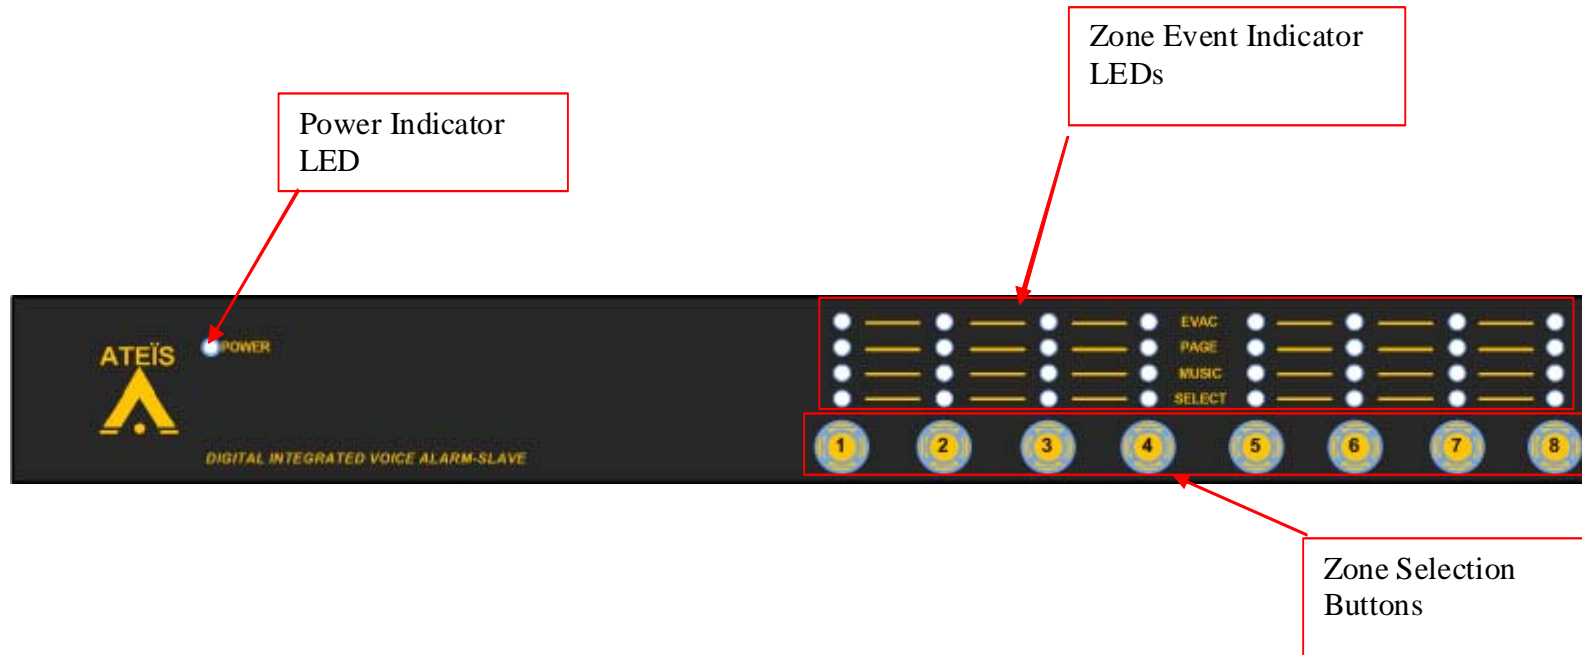 Zone Event Indicator
LEDs
Power Indicator
LED
ATEÏS
POWER
EVAC
PAGE
MUSIC
SELECT
1 2 3 4 5 6 7 8
DIGITAL INTEGRATED VOICE ALARM-SLAVE
Zone Selection
Buttons